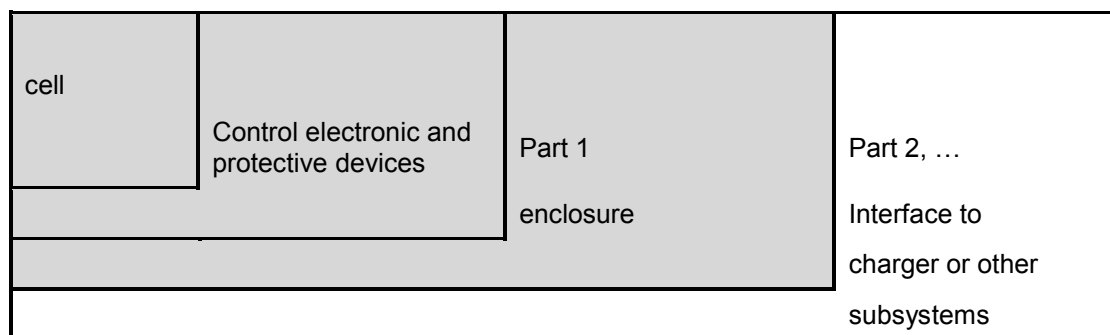 cell
Control electronic and
protective devices
Part 1
enclosure
Part 2, …
Interface to
charger or other
subsystems